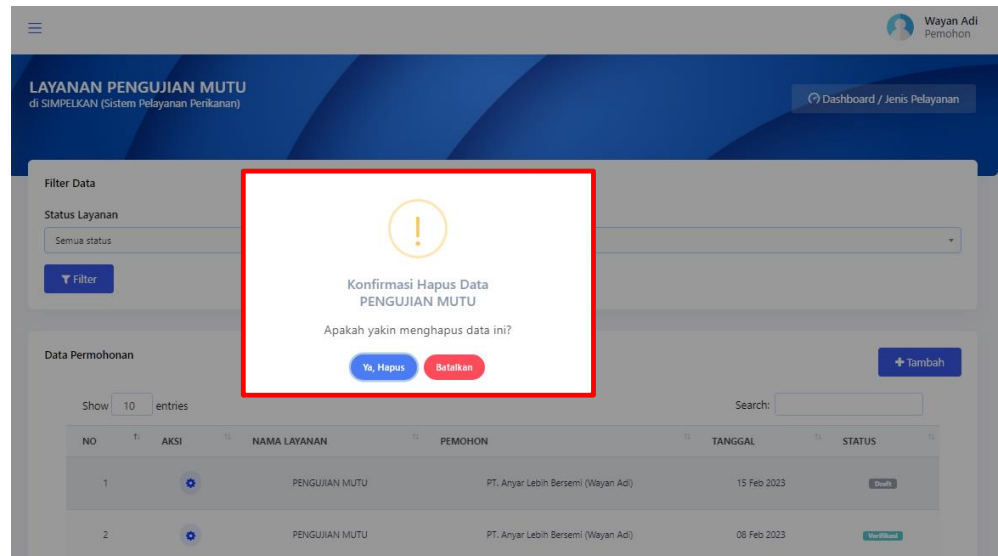 Wayan Adi
Pemohon
LAYANAN PENGUJIAN MUTU
di SIMPELKAN (Sistem Pelayanan Perikanan)
Dashboard / Jenis Pelayanan
Filter Data
Status Layanan
Semua status
Filter
!
Konfirmasi Hapus Data
PENGUJIAN MUTU
Apakah yakin menghapus data ini?
Ya, Hapus Batalkan
Data Permohonan
+ Tambah
Show 10 entries Search:
NO AKSI NAMA LAYANAN PEMOHON TANGGAL STATUS
1 PENGUJIAN MUTU PT. Anyar Lebih Bersemi (Wayan Adi) 15 Feb 2023 Draft
2 PENGUJIAN MUTU PT. Anyar Lebih Bersemi (Wayan Adi) 08 Feb 2023 Verifikasi